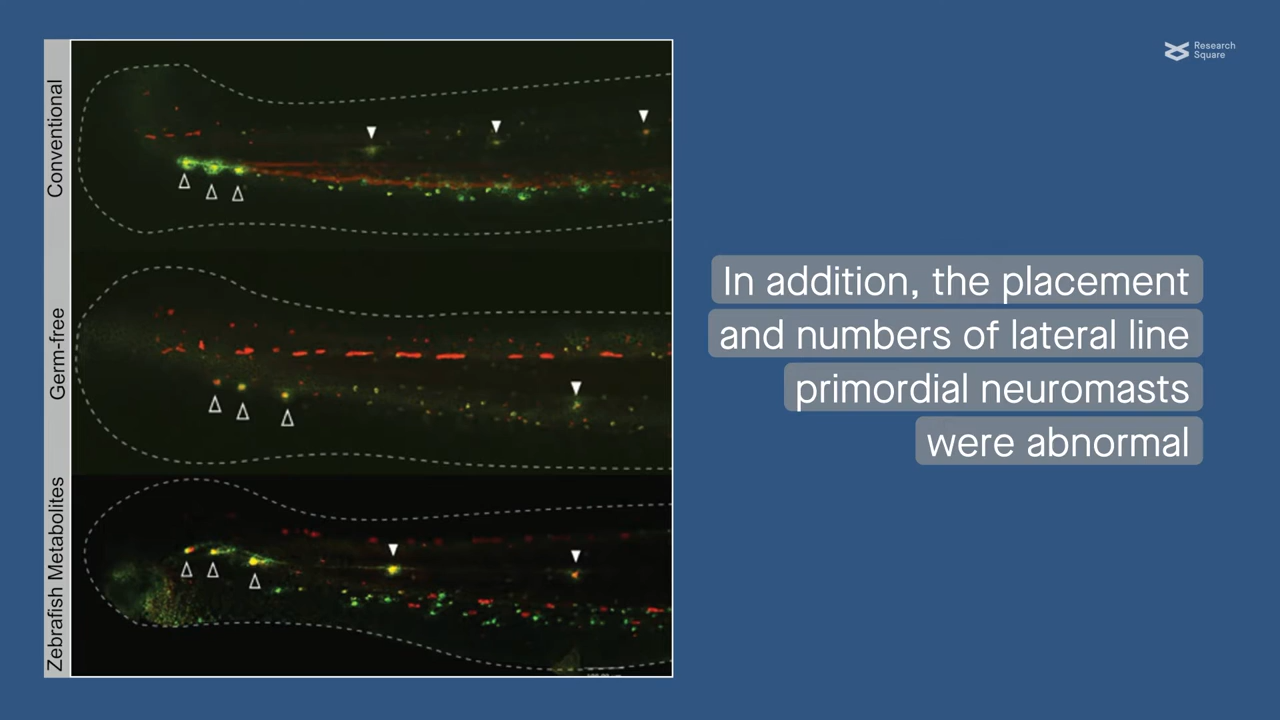 Research
Square
Conventional
Germ-free
Zebrafish Metabolites
In addition, the placement
and numbers of lateral line
primordial neuromasts
were abnormal